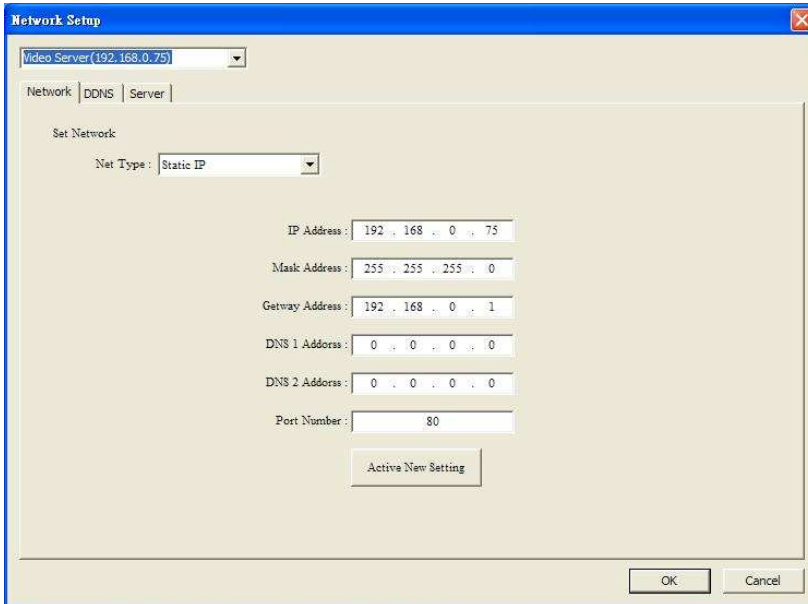 Network Setup
Video Server(192.168.0.75)
Network DDNS Server
Set Network
Net Type : Static IP
IP Address : 192 . 168 . 0 . 75
Mask Address : 255 . 255 . 255 . 0
Getway Address : 192 . 168 . 0 . 1
DNS 1 Addorss : 0 . 0 . 0 . 0
DNS 2 Addorss : 0 . 0 . 0 . 0
Port Number : 80
Active New Setting
OK Cancel